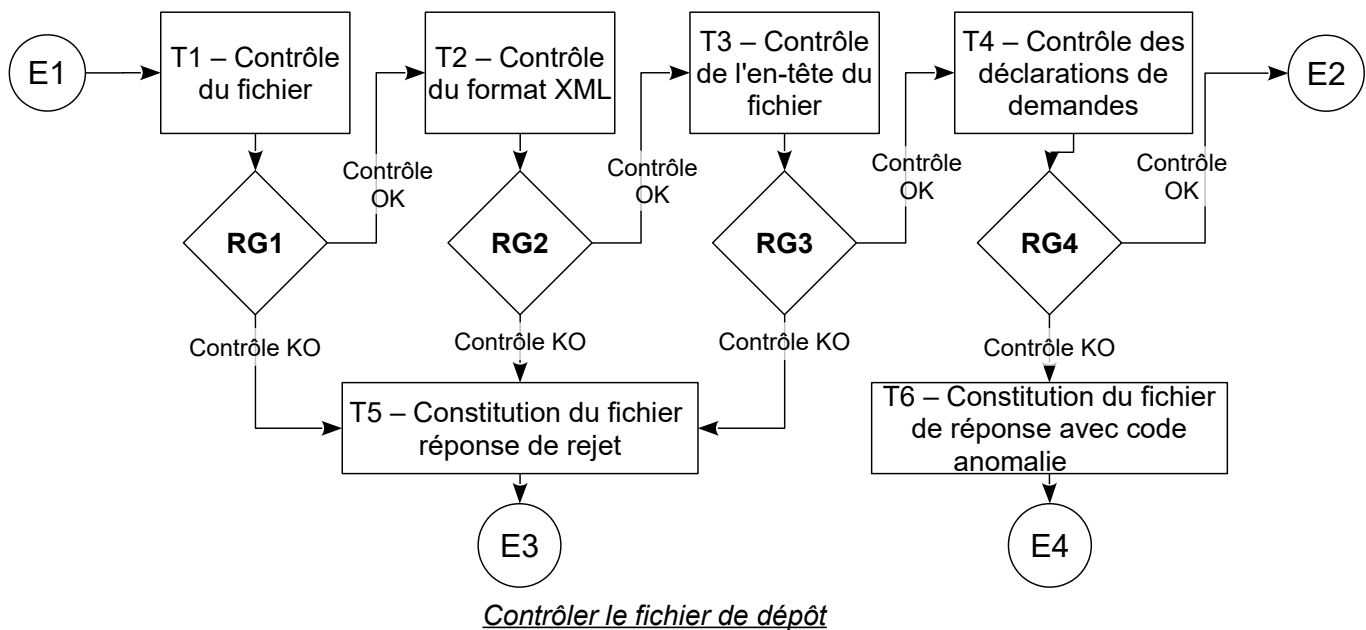 E1
T1 – Contrôle
du fichier
T2 – Contrôle
du format XML
T3 – Contrôle
de l'en-tête du
fichier
T4 – Contrôle des
déclarations de
demandes
E2
Contrôle
OK
Contrôle
OK
Contrôle
OK
Contrôle
OK
RG1
RG2
RG3
RG4
Contrôle KO
Contrôle KO
Contrôle KO
Contrôle KO
T5 – Constitution du fichier
réponse de rejet
T6 – Constitution du fichier
de réponse avec code
anomalie
E3
E4
Contrôler le fichier de dépôt